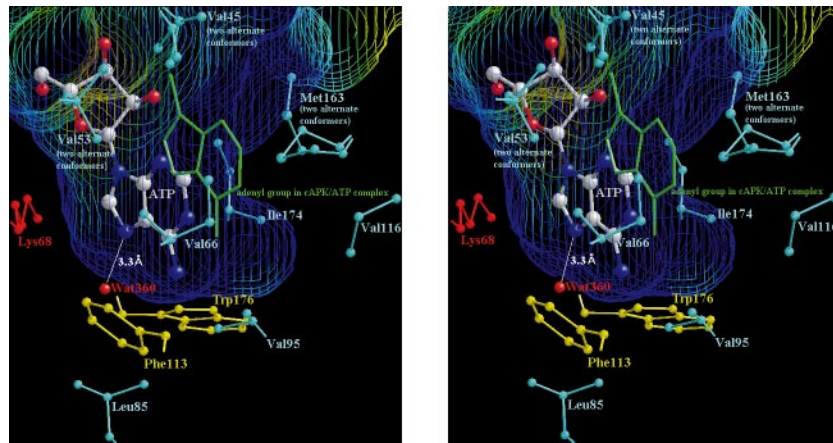 Val45
(two alternate
conformers)
Met163
(two alternate
conformers)
Val53
(two alternate
conformers)
ATP
adenyl group in cAPK/ATP complex
Ile174
Val116
Lys68
Val66
3.3Å
Wat360
Trp176
Val95
Phe113
Leu85
Val45
(two alternate
conformers)
Met163
(two alternate
conformers)
Val53
(two alternate
conformers)
ATP
adenyl group in cAPK/ATP complex
Ile174
Val116
Lys68
Val66
3.3Å
Wat360
Trp176
Val95
Phe113
Leu85